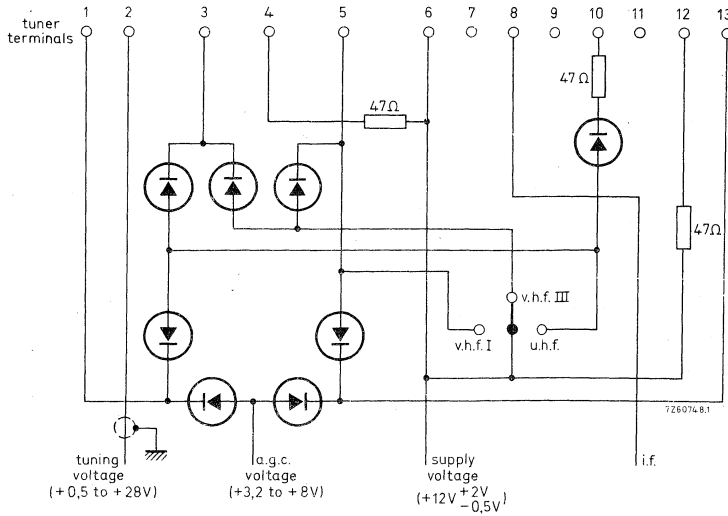 tuner
terminals
1 2 3 4 5 6 7 8 9 10 11 12 13
47Ω
47Ω
47Ω
v.h.f. III
v.h.f. I
u.h.f.
7Z60748.1
tuning
voltage
(+0,5 to +28V)
a.g.c.
voltage
(+3,2 to +8V)
supply
voltage
(+12V +2V
-0,5V)
i.f.